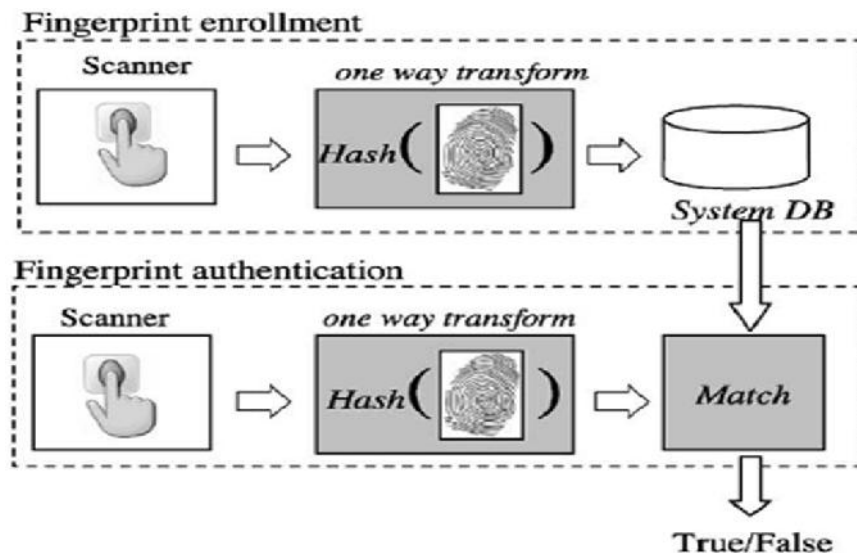 Fingerprint enrollment
Scanner
one way transform
Hash( )
System DB
Fingerprint authentication
Scanner
one way transform
Hash( )
Match
True/False